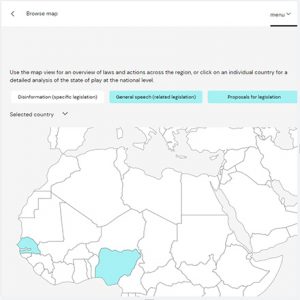 Browse map
menu
Use the map view for an overview of laws and actions across the region, or click on an individual country for a
detailed analysis of the state of play at the national level.
Disinformation (specific legislation)
General speech (related legislation)
Proposals for legislation
Selected country